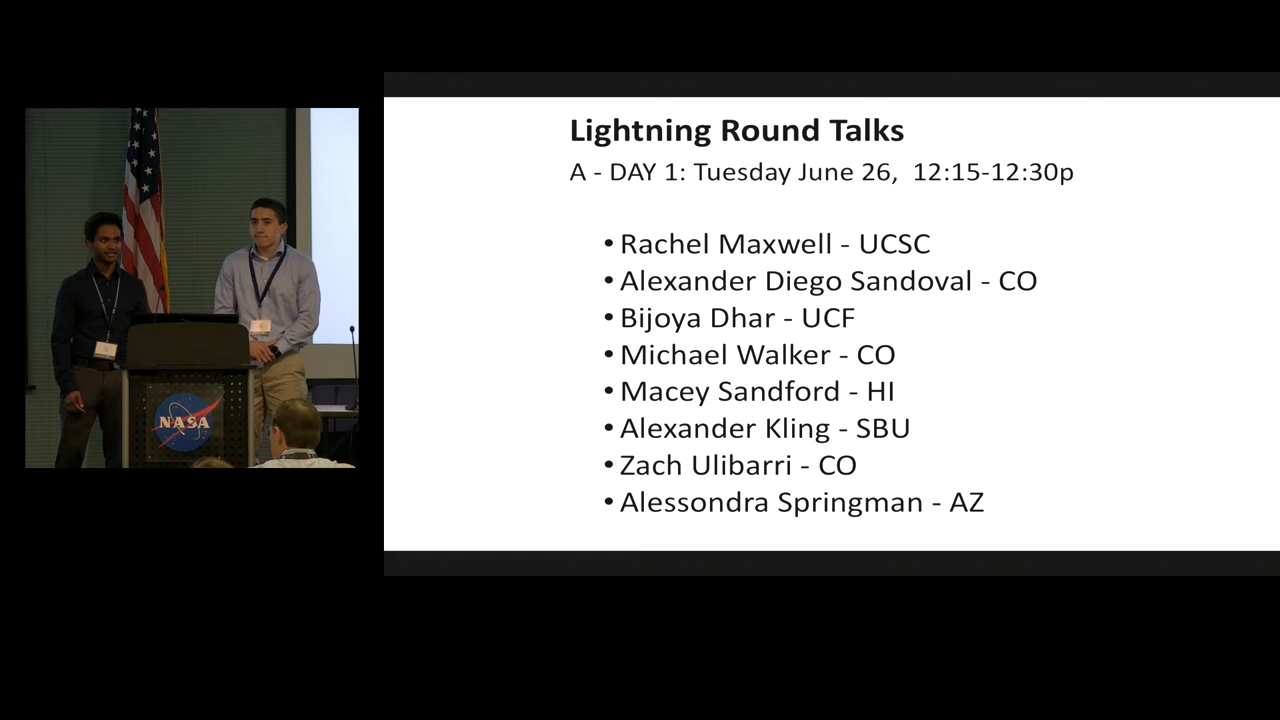 Lightning Round Talks
A - DAY 1: Tuesday June 26, 12:15-12:30p
• Rachel Maxwell - UCSC
• Alexander Diego Sandoval - CO
• Bijoya Dhar - UCF
• Michael Walker - CO
• Macey Sandford - HI
• Alexander Kling - SBU
• Zach Ulibarri - CO
• Alessondra Springman - AZ
NASA